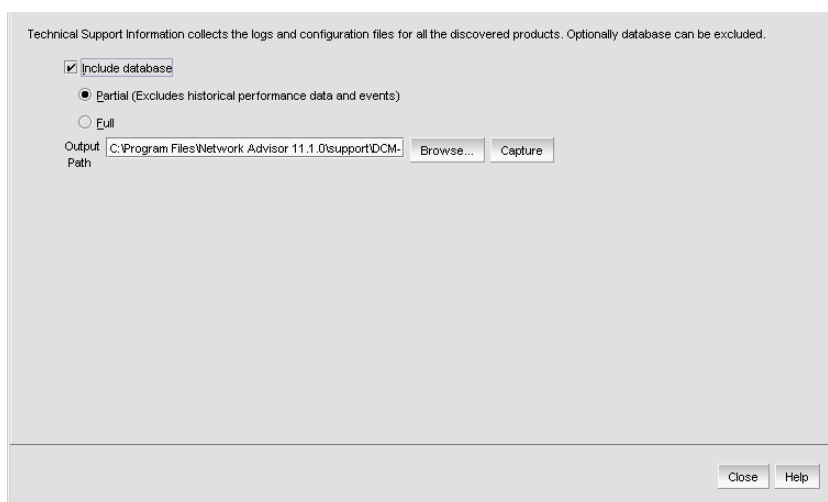 Technical Support Information collects the logs and configuration files for all the discovered products. Optionally database can be excluded.
Include database
Partial (Excludes historical performance data and events)
Full
Output Path
C:\Program Files\Network Advisor 11.1.0\support\DCM-
Browse...
Capture
Close
Help